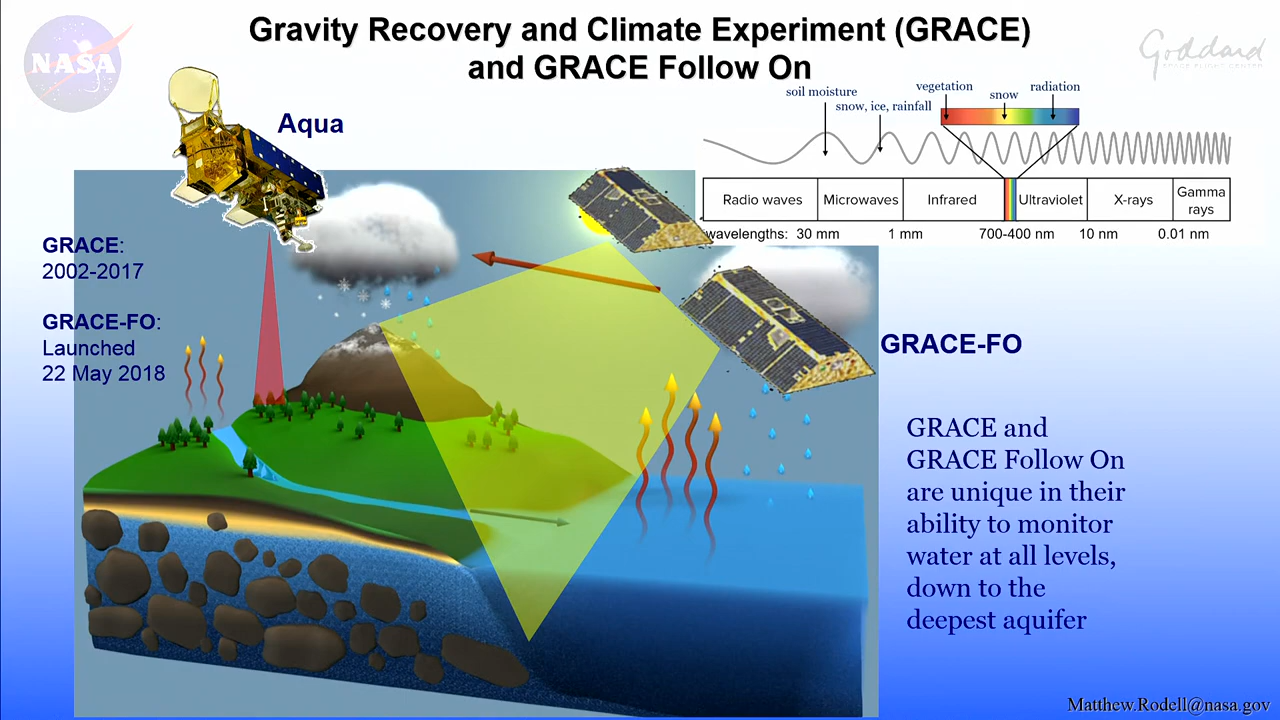 Gravity Recovery and Climate Experiment (GRACE)
and GRACE Follow On
NASA
Goddard
SPACE FLIGHT CENTER
Aqua
soil moisture
snow, ice, rainfall
vegetation
snow
radiation
Radio waves
Microwaves
Infrared
Ultraviolet
X-rays
Gamma
rays
wavelengths: 30 mm 1 mm 700-400 nm 10 nm 0.01 nm
GRACE:
2002-2017
GRACE-FO:
Launched
22 May 2018
GRACE-FO
GRACE and
GRACE Follow On
are unique in their
ability to monitor
water at all levels,
down to the
deepest aquifer
Matthew.Rodell@nasa.gov